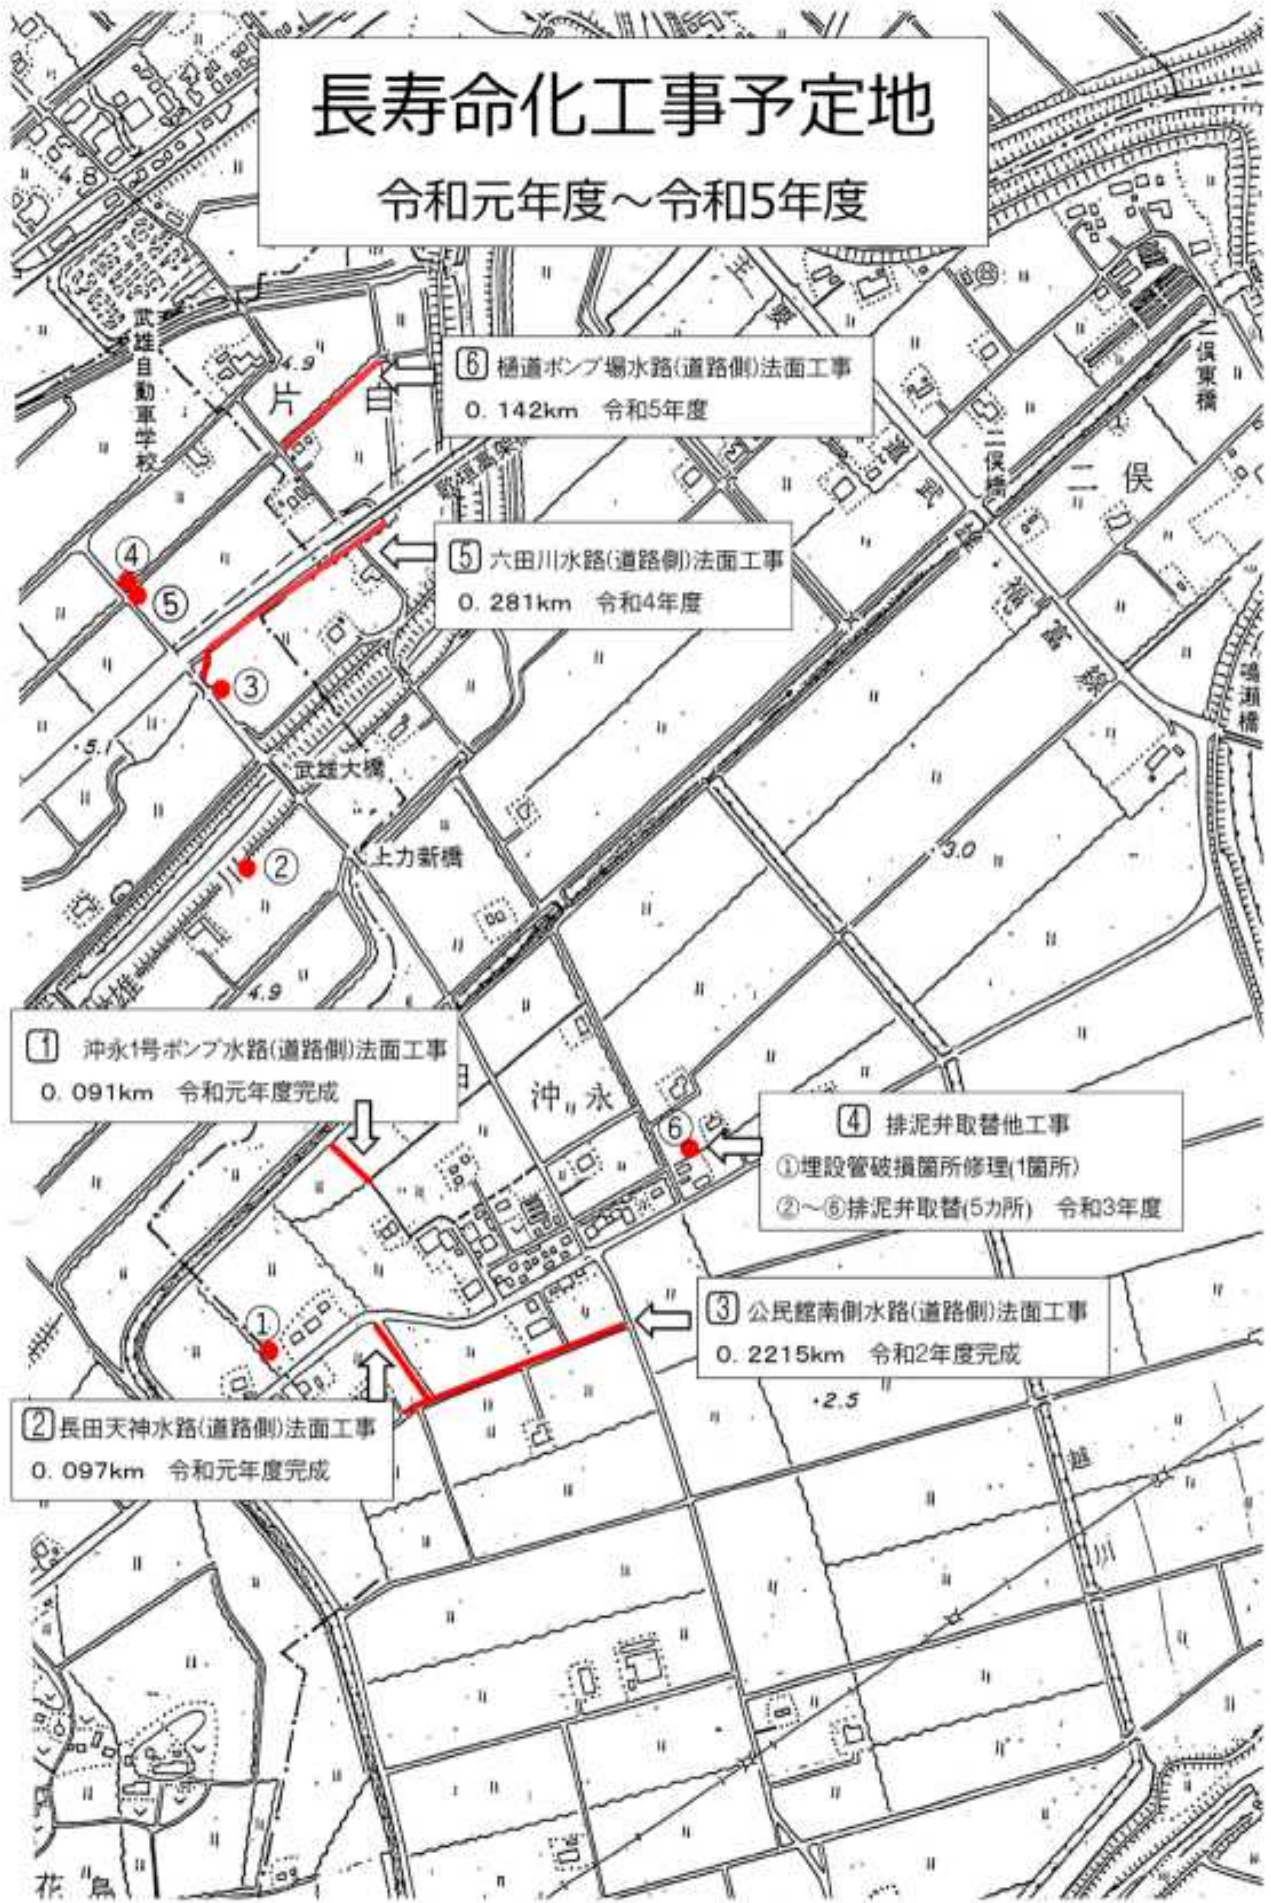 長寿命化工事予定地
令和元年度～令和5年度
4.8
武雄自動車学校
二俣東橋
4.9
片白
6 樋道ポンプ場水路(道路側)法面工事
0.142km 令和5年度
二俣橋
二俣
武雄福富線
鳴瀬橋
④
⑤
5 六田川水路(道路側)法面工事
0.281km 令和4年度
③
5.1
武雄大橋
上力新橋
②
川
3.0
雄
4.9
1 沖永1号ポンプ水路(道路側)法面工事
0.091km 令和元年度完成
田
沖永
⑥
4 排泥弁取替他工事
①埋設管破損箇所修理(1箇所)
②～⑥排泥弁取替(5カ所) 令和3年度
①
3 公民館南側水路(道路側)法面工事
0.2215km 令和2年度完成
2.5
2 長田天神水路(道路側)法面工事
0.097km 令和元年度完成
越
川
花島